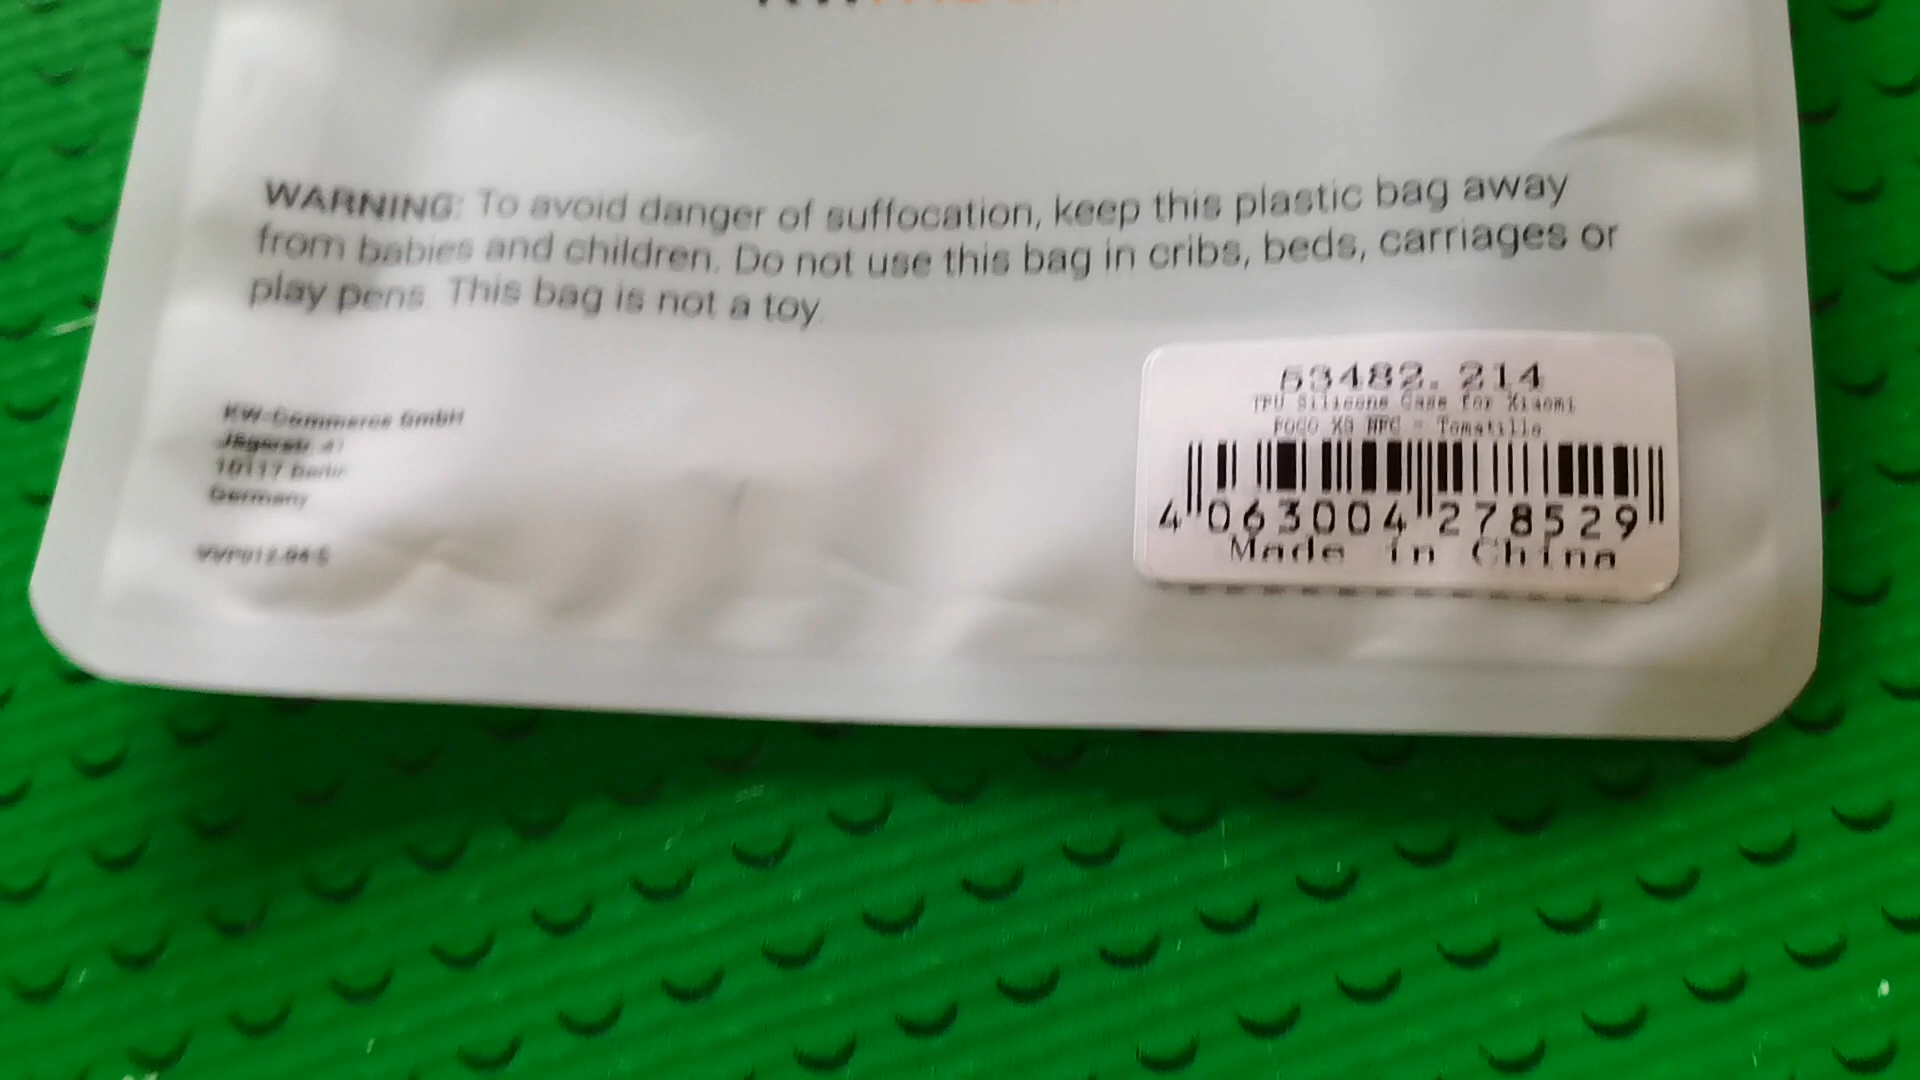 WARNING: To avoid danger of suffocation, keep this plastic bag away
from babies and children. Do not use this bag in cribs, beds, carriages or
play pens. This bag is not a toy.
KW-Commerce GmbH
10117 Berlin
Germany
53482.214
TPU Silicone Case for Xiaomi
POCO X3 NFC - Tomatillo
4 063004 278529
Made in China